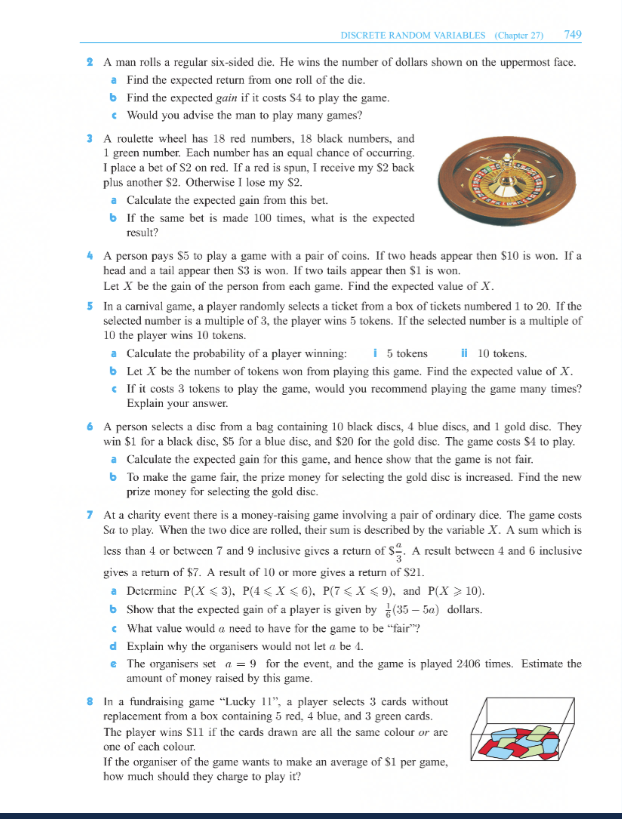 DISCRETE RANDOM VARIABLES (Chapter 27) 749
2 A man rolls a regular six-sided die. He wins the number of dollars shown on the uppermost face.
a Find the expected return from one roll of the die.
b Find the expected gain if it costs $4 to play the game.
c Would you advise the man to play many games?
3 A roulette wheel has 18 red numbers, 18 black numbers, and
1 green number. Each number has an equal chance of occurring.
I place a bet of $2 on red. If a red is spun, I receive my $2 back
plus another $2. Otherwise I lose my $2.
a Calculate the expected gain from this bet.
b If the same bet is made 100 times, what is the expected
result?
4 A person pays $5 to play a game with a pair of coins. If two heads appear then $10 is won. If a
head and a tail appear then $3 is won. If two tails appear then $1 is won.
Let X be the gain of the person from each game. Find the expected value of X.
5 In a carnival game, a player randomly selects a ticket from a box of tickets numbered 1 to 20. If the
selected number is a multiple of 3, the player wins 5 tokens. If the selected number is a multiple of
10 the player wins 10 tokens.
a Calculate the probability of a player winning: i 5 tokens ii 10 tokens.
b Let X be the number of tokens won from playing this game. Find the expected value of X.
c If it costs 3 tokens to play the game, would you recommend playing the game many times?
Explain your answer.
6 A person selects a disc from a bag containing 10 black discs, 4 blue discs, and 1 gold disc. They
win $1 for a black disc, $5 for a blue disc, and $20 for the gold disc. The game costs $4 to play.
a Calculate the expected gain for this game, and hence show that the game is not fair.
b To make the game fair, the prize money for selecting the gold disc is increased. Find the new
prize money for selecting the gold disc.
7 At a charity event there is a money-raising game involving a pair of ordinary dice. The game costs
$a to play. When the two dice are rolled, their sum is described by the variable X. A sum which is
less than 4 or between 7 and 9 inclusive gives a return of $a/3. A result between 4 and 6 inclusive
gives a return of $7. A result of 10 or more gives a return of $21.
a Determine P(X ⩽ 3), P(4 ⩽ X ⩽ 6), P(7 ⩽ X ⩽ 9), and P(X ⩾ 10).
b Show that the expected gain of a player is given by 1/6(35 − 5a) dollars.
c What value would a need to have for the game to be "fair"?
d Explain why the organisers would not let a be 4.
e The organisers set a = 9 for the event, and the game is played 2406 times. Estimate the
amount of money raised by this game.
8 In a fundraising game "Lucky 11", a player selects 3 cards without
replacement from a box containing 5 red, 4 blue, and 3 green cards.
The player wins $11 if the cards drawn are all the same colour or are
one of each colour.
If the organiser of the game wants to make an average of $1 per game,
how much should they charge to play it?